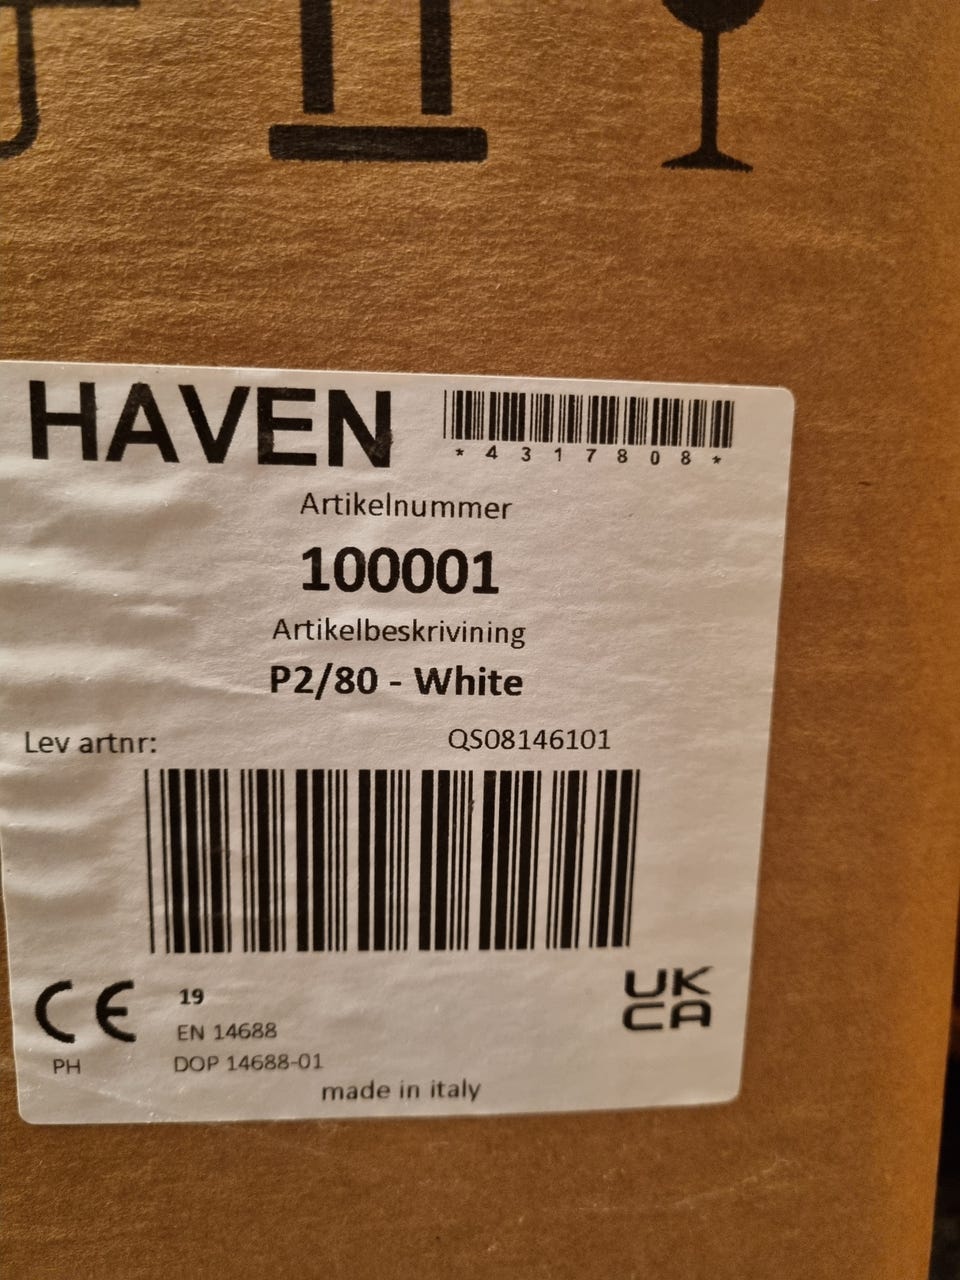 HAVEN
*4317808*
Artikelnummer
100001
Artikelbeskrivining
P2/80 - White
Lev artnr: QS08146101
CE 19
EN 14688
PH DOP 14688-01
made in italy
UK
CA